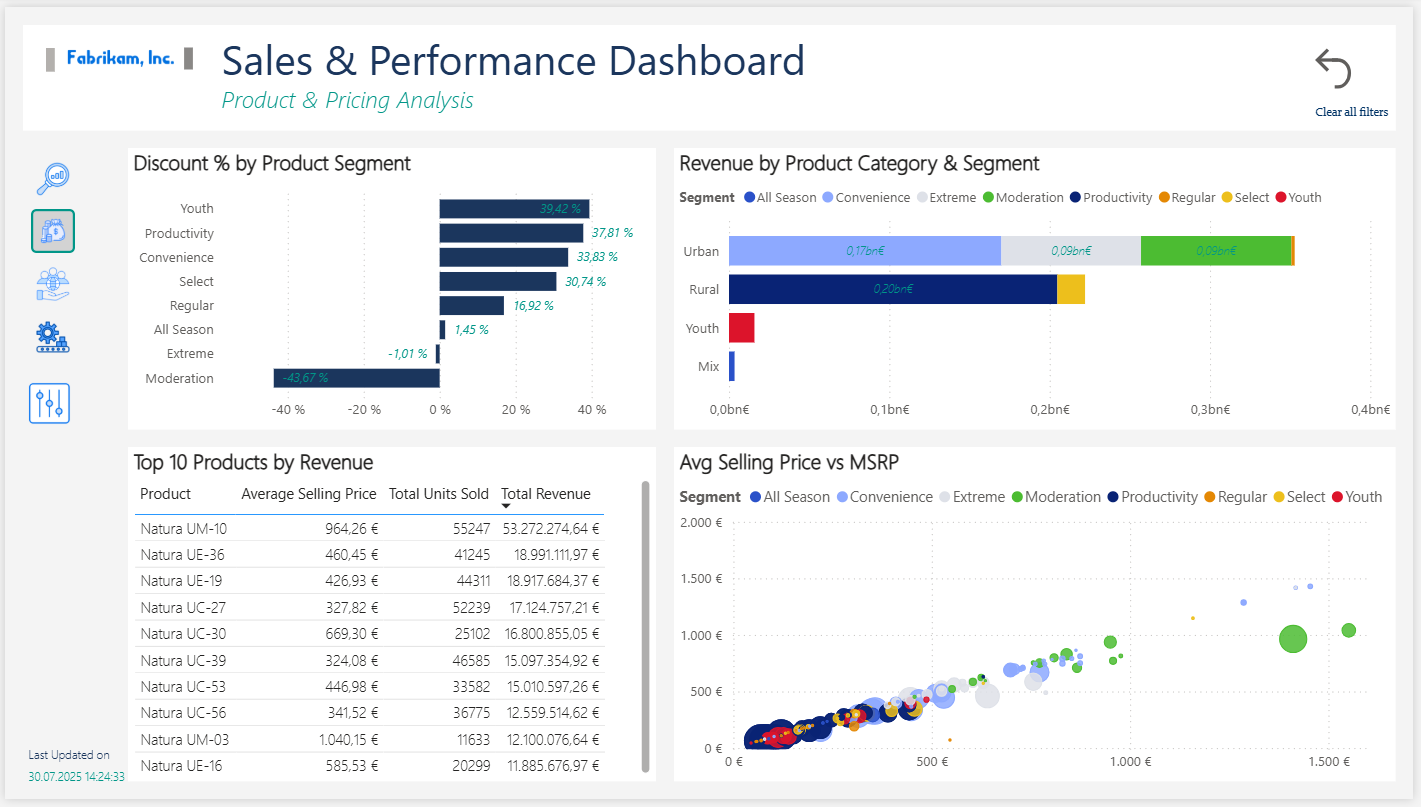 Fabrikam, Inc.
Sales & Performance Dashboard
Product & Pricing Analysis
Clear all filters
Discount % by Product Segment
Youth 39,42 %
Productivity 37,81 %
Convenience 33,83 %
Select 30,74 %
Regular 16,92 %
All Season 1,45 %
Extreme -1,01 %
Moderation -43,67 %
-40 % -20 % 0 % 20 % 40 %
Revenue by Product Category & Segment
Segment All Season Convenience Extreme Moderation Productivity Regular Select Youth
Urban 0,17bn€ 0,09bn€ 0,09bn€
Rural 0,20bn€
Youth
Mix
0,0bn€ 0,1bn€ 0,2bn€ 0,3bn€ 0,4bn€
Top 10 Products by Revenue
Product Average Selling Price Total Units Sold Total Revenue
Natura UM-10 964,26 € 55247 53.272.274,64 €
Natura UE-36 460,45 € 41245 18.991.111,97 €
Natura UE-19 426,93 € 44311 18.917.684,37 €
Natura UC-27 327,82 € 52239 17.124.757,21 €
Natura UC-30 669,30 € 25102 16.800.855,05 €
Natura UC-39 324,08 € 46585 15.097.354,92 €
Natura UC-53 446,98 € 33582 15.010.597,26 €
Natura UC-56 341,52 € 36775 12.559.514,62 €
Natura UM-03 1.040,15 € 11633 12.100.076,64 €
Natura UE-16 585,53 € 20299 11.885.676,97 €
Avg Selling Price vs MSRP
Segment All Season Convenience Extreme Moderation Productivity Regular Select Youth
2.000 €
1.500 €
1.000 €
500 €
0 €
0 € 500 € 1.000 € 1.500 €
Last Updated on
30.07.2025 14:24:33